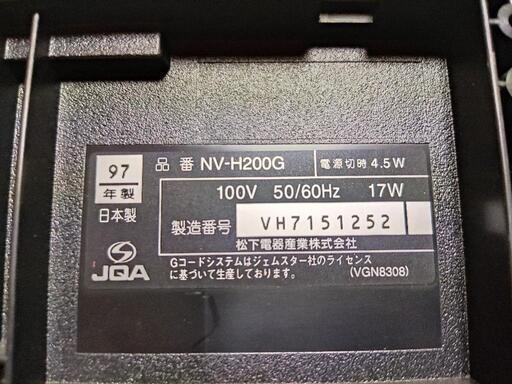 97
年製
日本製
品 番 NV-H200G
電源切時 4.5W
100V 50/60Hz 17W
製造番号 VH7151252
松下電器産業株式会社
JQA
Gコードシステムはジェムスター社のライセンス
に基づいて生産しております。 (VGN8308)